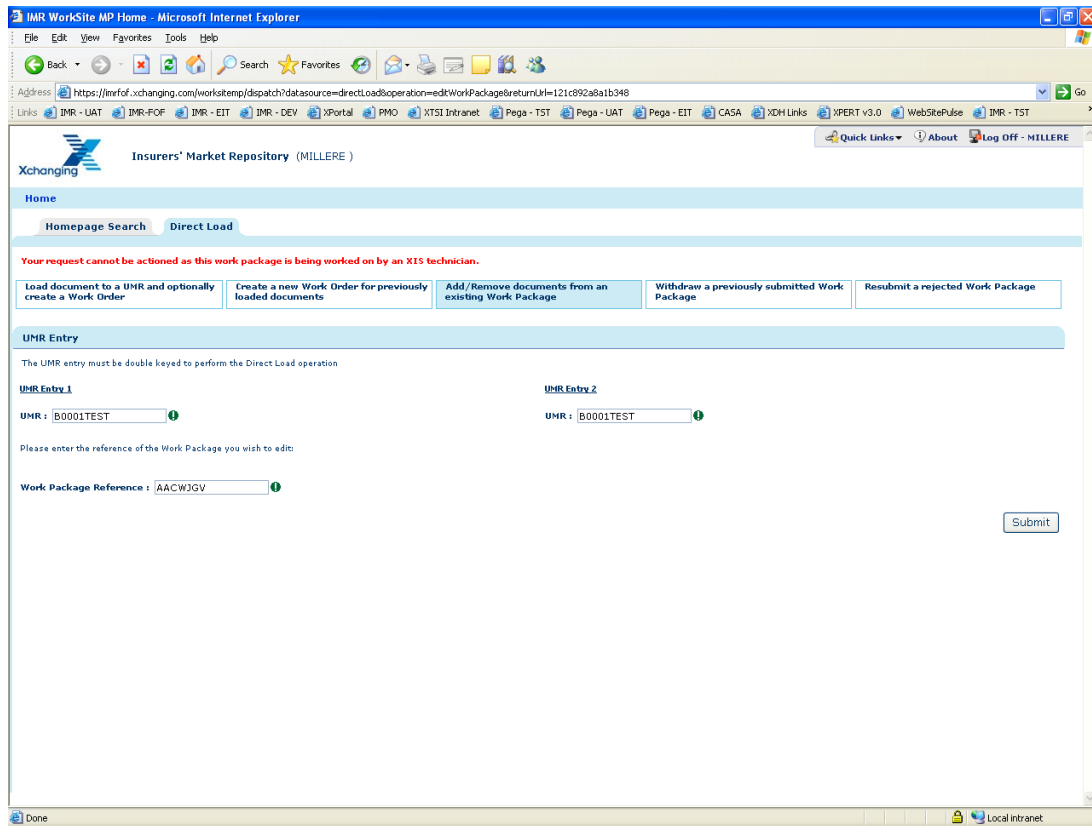 IMR WorkSite MP Home - Microsoft Internet Explorer
File Edit View Favorites Tools Help
Back Search Favorites
Address https://imrfof.xchanging.com/worksitemp/dispatch?datasource=directLoad&operation=editWorkPackage&returnUrl=121c892a8a1b348 Go
Links IMR - UAT IMR-FOF IMR - EIT IMR - DEV XPortal PMO XTSI Intranet Pega - TST Pega - UAT Pega - EIT CASA XDH Links XPERT v3.0 WebSitePulse IMR - TST
Quick Links About Log Off - MILLERE
Xchanging
Insurers' Market Repository (MILLERE )
Home
Homepage Search Direct Load
Your request cannot be actioned as this work package is being worked on by an XIS technician.
Load document to a UMR and optionally create a Work Order
Create a new Work Order for previously loaded documents
Add/Remove documents from an existing Work Package
Withdraw a previously submitted Work Package
Resubmit a rejected Work Package
UMR Entry
The UMR entry must be double keyed to perform the Direct Load operation
UMR Entry 1 UMR Entry 2
UMR : B0001TEST UMR : B0001TEST
Please enter the reference of the Work Package you wish to edit:
Work Package Reference : AACWJGV
Submit
Done Local intranet